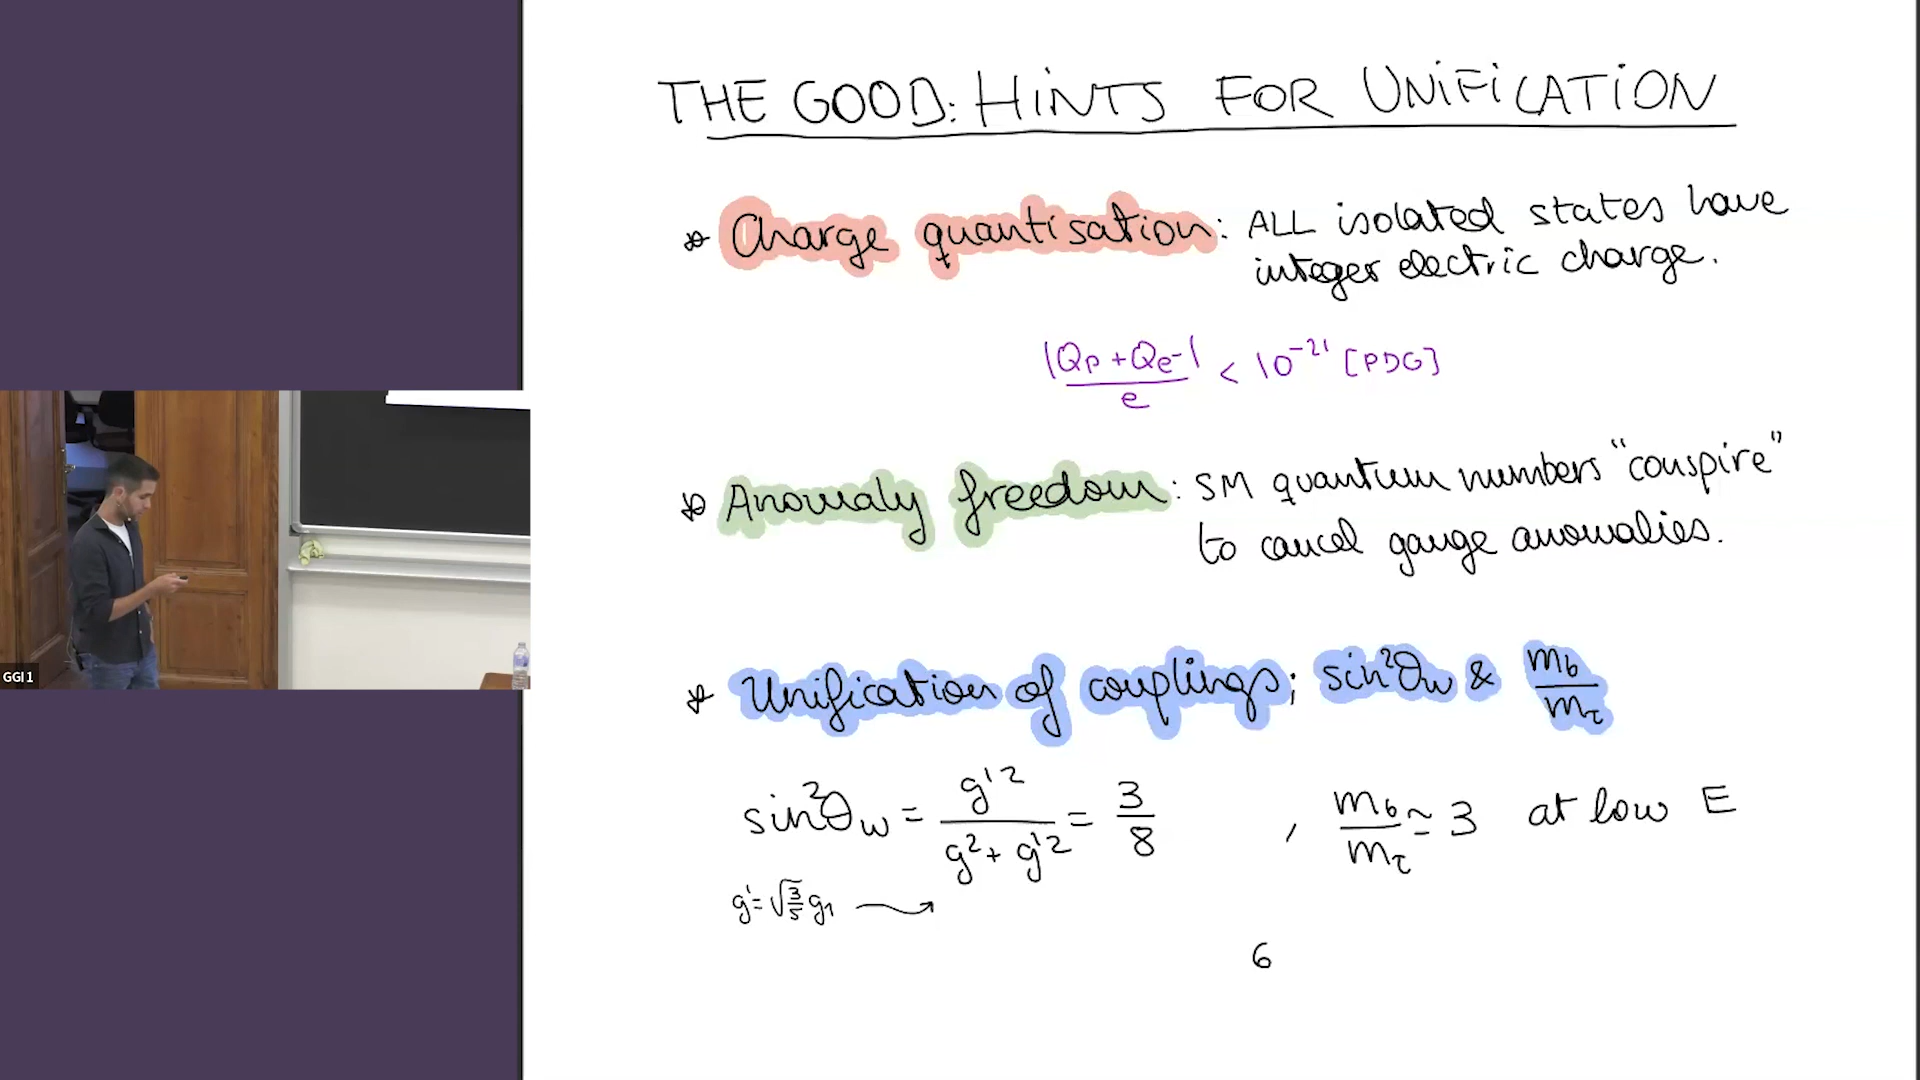 THE GOOD: HINTS FOR UNIFICATION
* Charge quantisation: ALL isolated states have
integer electric charge.
|Qp + Qe-| / e < 10^-21 [PDG]
* Anomaly freedom: SM quantum numbers "conspire"
to cancel gauge anomalies.
* Unification of couplings; sin²θw & mb/mτ
sin²θw = g'² / (g² + g'²) = 3/8 , mb/mτ ≃ 3 at low E
g' = √(3/5) g1 →
6
GGI 1